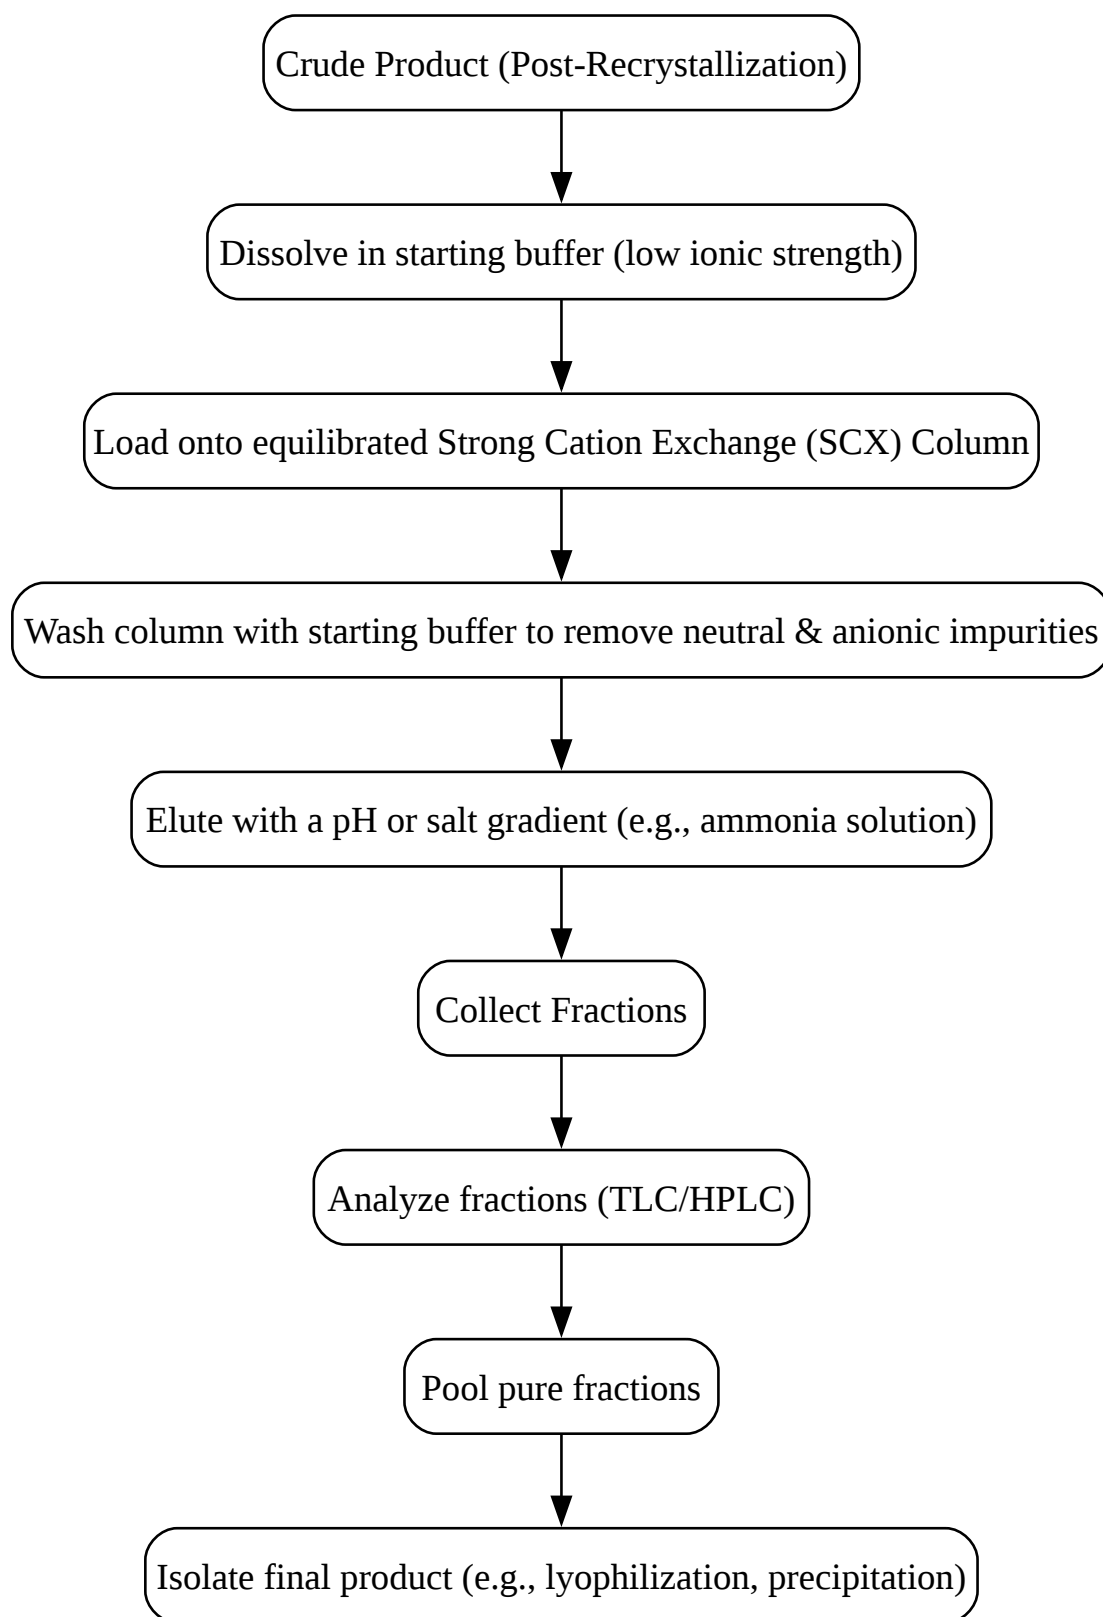 Crude Product (Post-Recrystallization)
Dissolve in starting buffer (low ionic strength)
Load onto equilibrated Strong Cation Exchange (SCX) Column
Wash column with starting buffer to remove neutral & anionic impurities
Elute with a pH or salt gradient (e.g., ammonia solution)
Collect Fractions
Analyze fractions (TLC/HPLC)
Pool pure fractions
Isolate final product (e.g., lyophilization, precipitation)